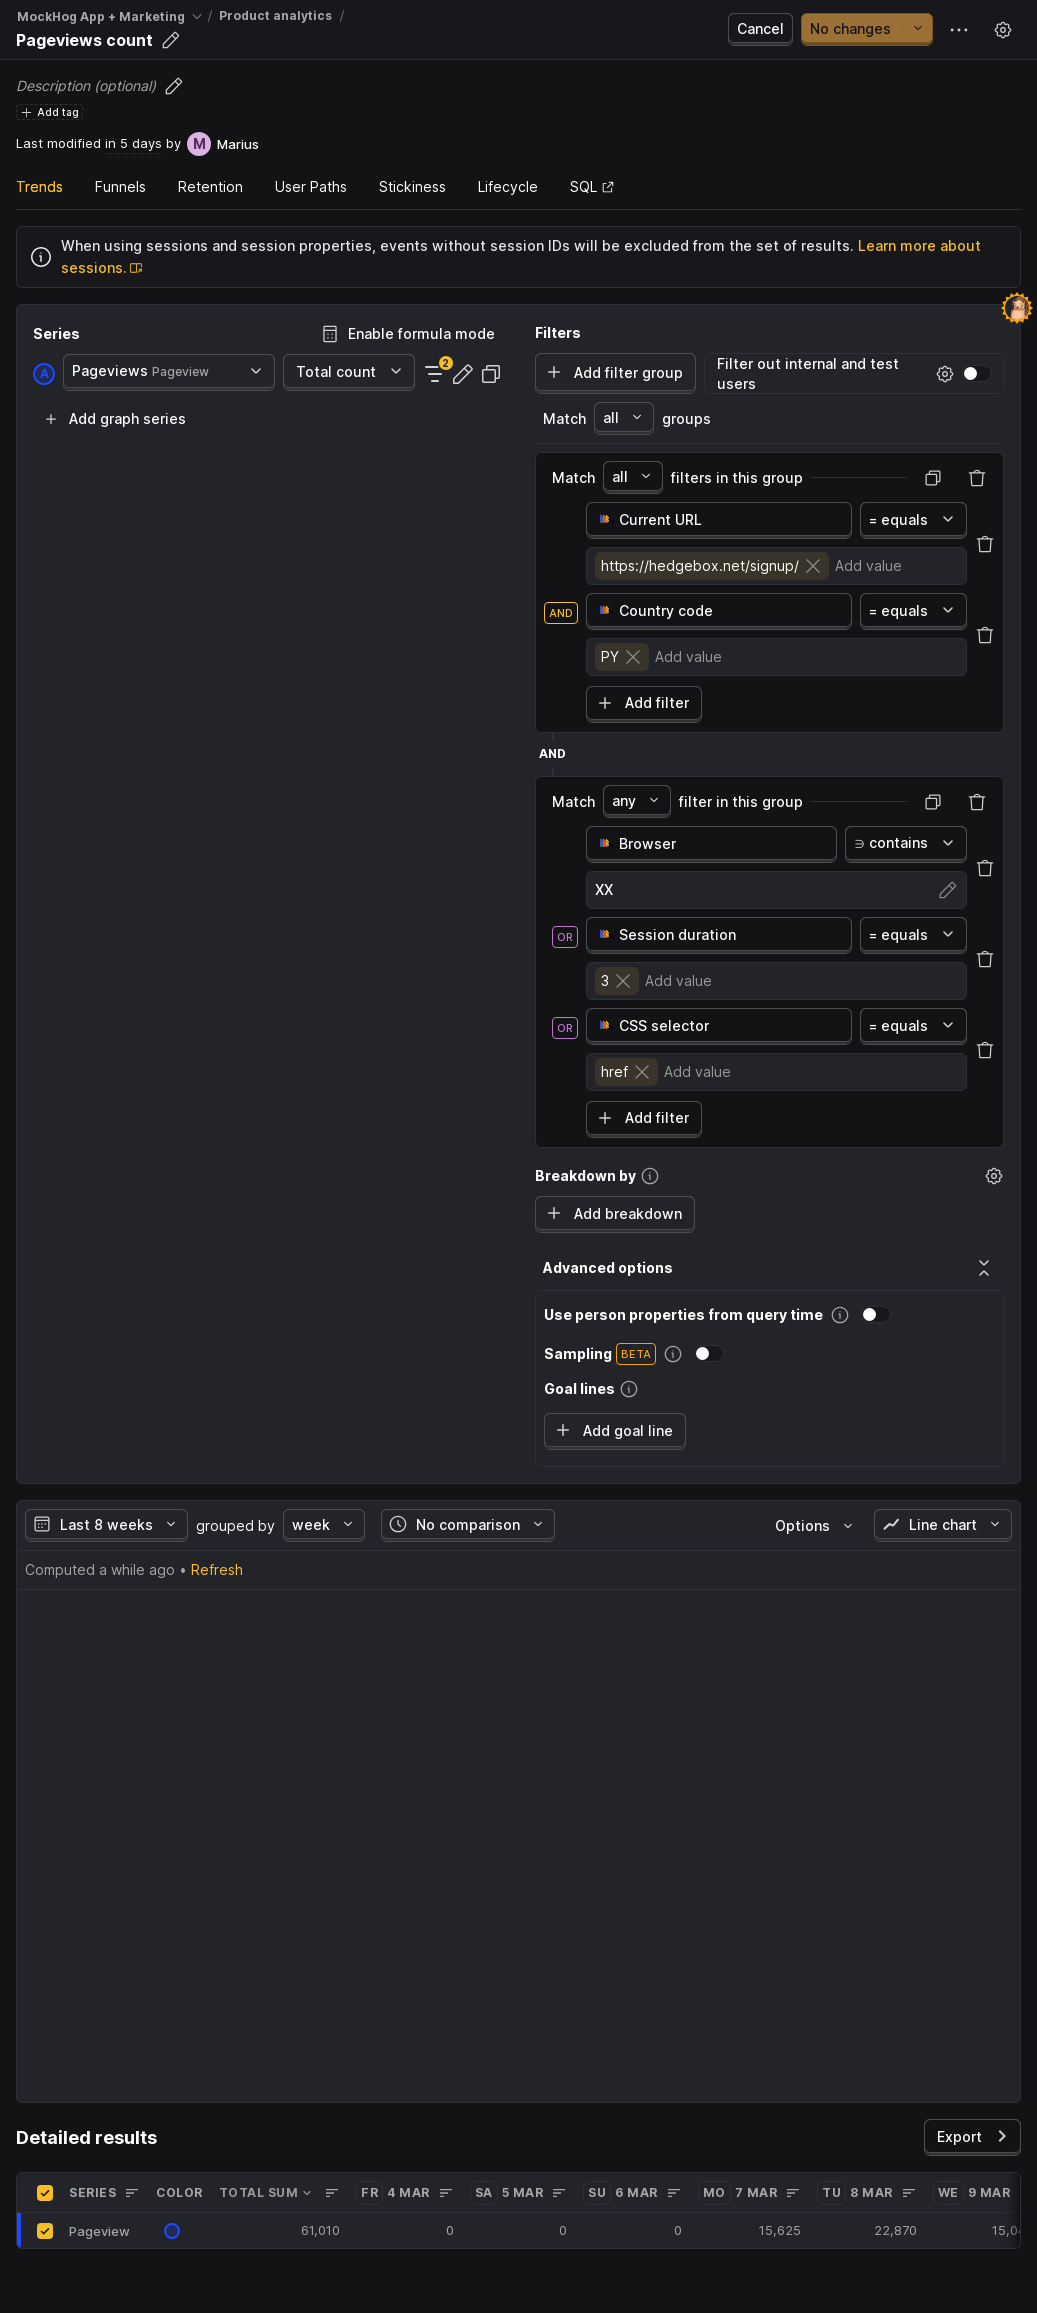 MockHog App + Marketing / Product analytics /
Pageviews count
Cancel
No changes
Description (optional)
Add tag
Last modified in 5 days by M Marius
Trends Funnels Retention User Paths Stickiness Lifecycle SQL
When using sessions and session properties, events without session IDs will be excluded from the set of results. Learn more about
sessions.
Series
Enable formula mode
A Pageviews Pageview
Total count
2
Add graph series
Filters
Add filter group
Filter out internal and test
users
Match all groups
Match all filters in this group
Current URL = equals
https://hedgebox.net/signup/ Add value
AND Country code = equals
PY Add value
Add filter
AND
Match any filter in this group
Browser ∋ contains
XX
OR Session duration = equals
3 Add value
OR CSS selector = equals
href Add value
Add filter
Breakdown by
Add breakdown
Advanced options
Use person properties from query time
Sampling BETA
Goal lines
Add goal line
Last 8 weeks grouped by week No comparison Options Line chart
Computed a while ago • Refresh
Detailed results
Export
SERIES COLOR TOTAL SUM FR 4 MAR SA 5 MAR SU 6 MAR MO 7 MAR TU 8 MAR WE 9 MAR
Pageview 61,010 0 0 0 15,625 22,870